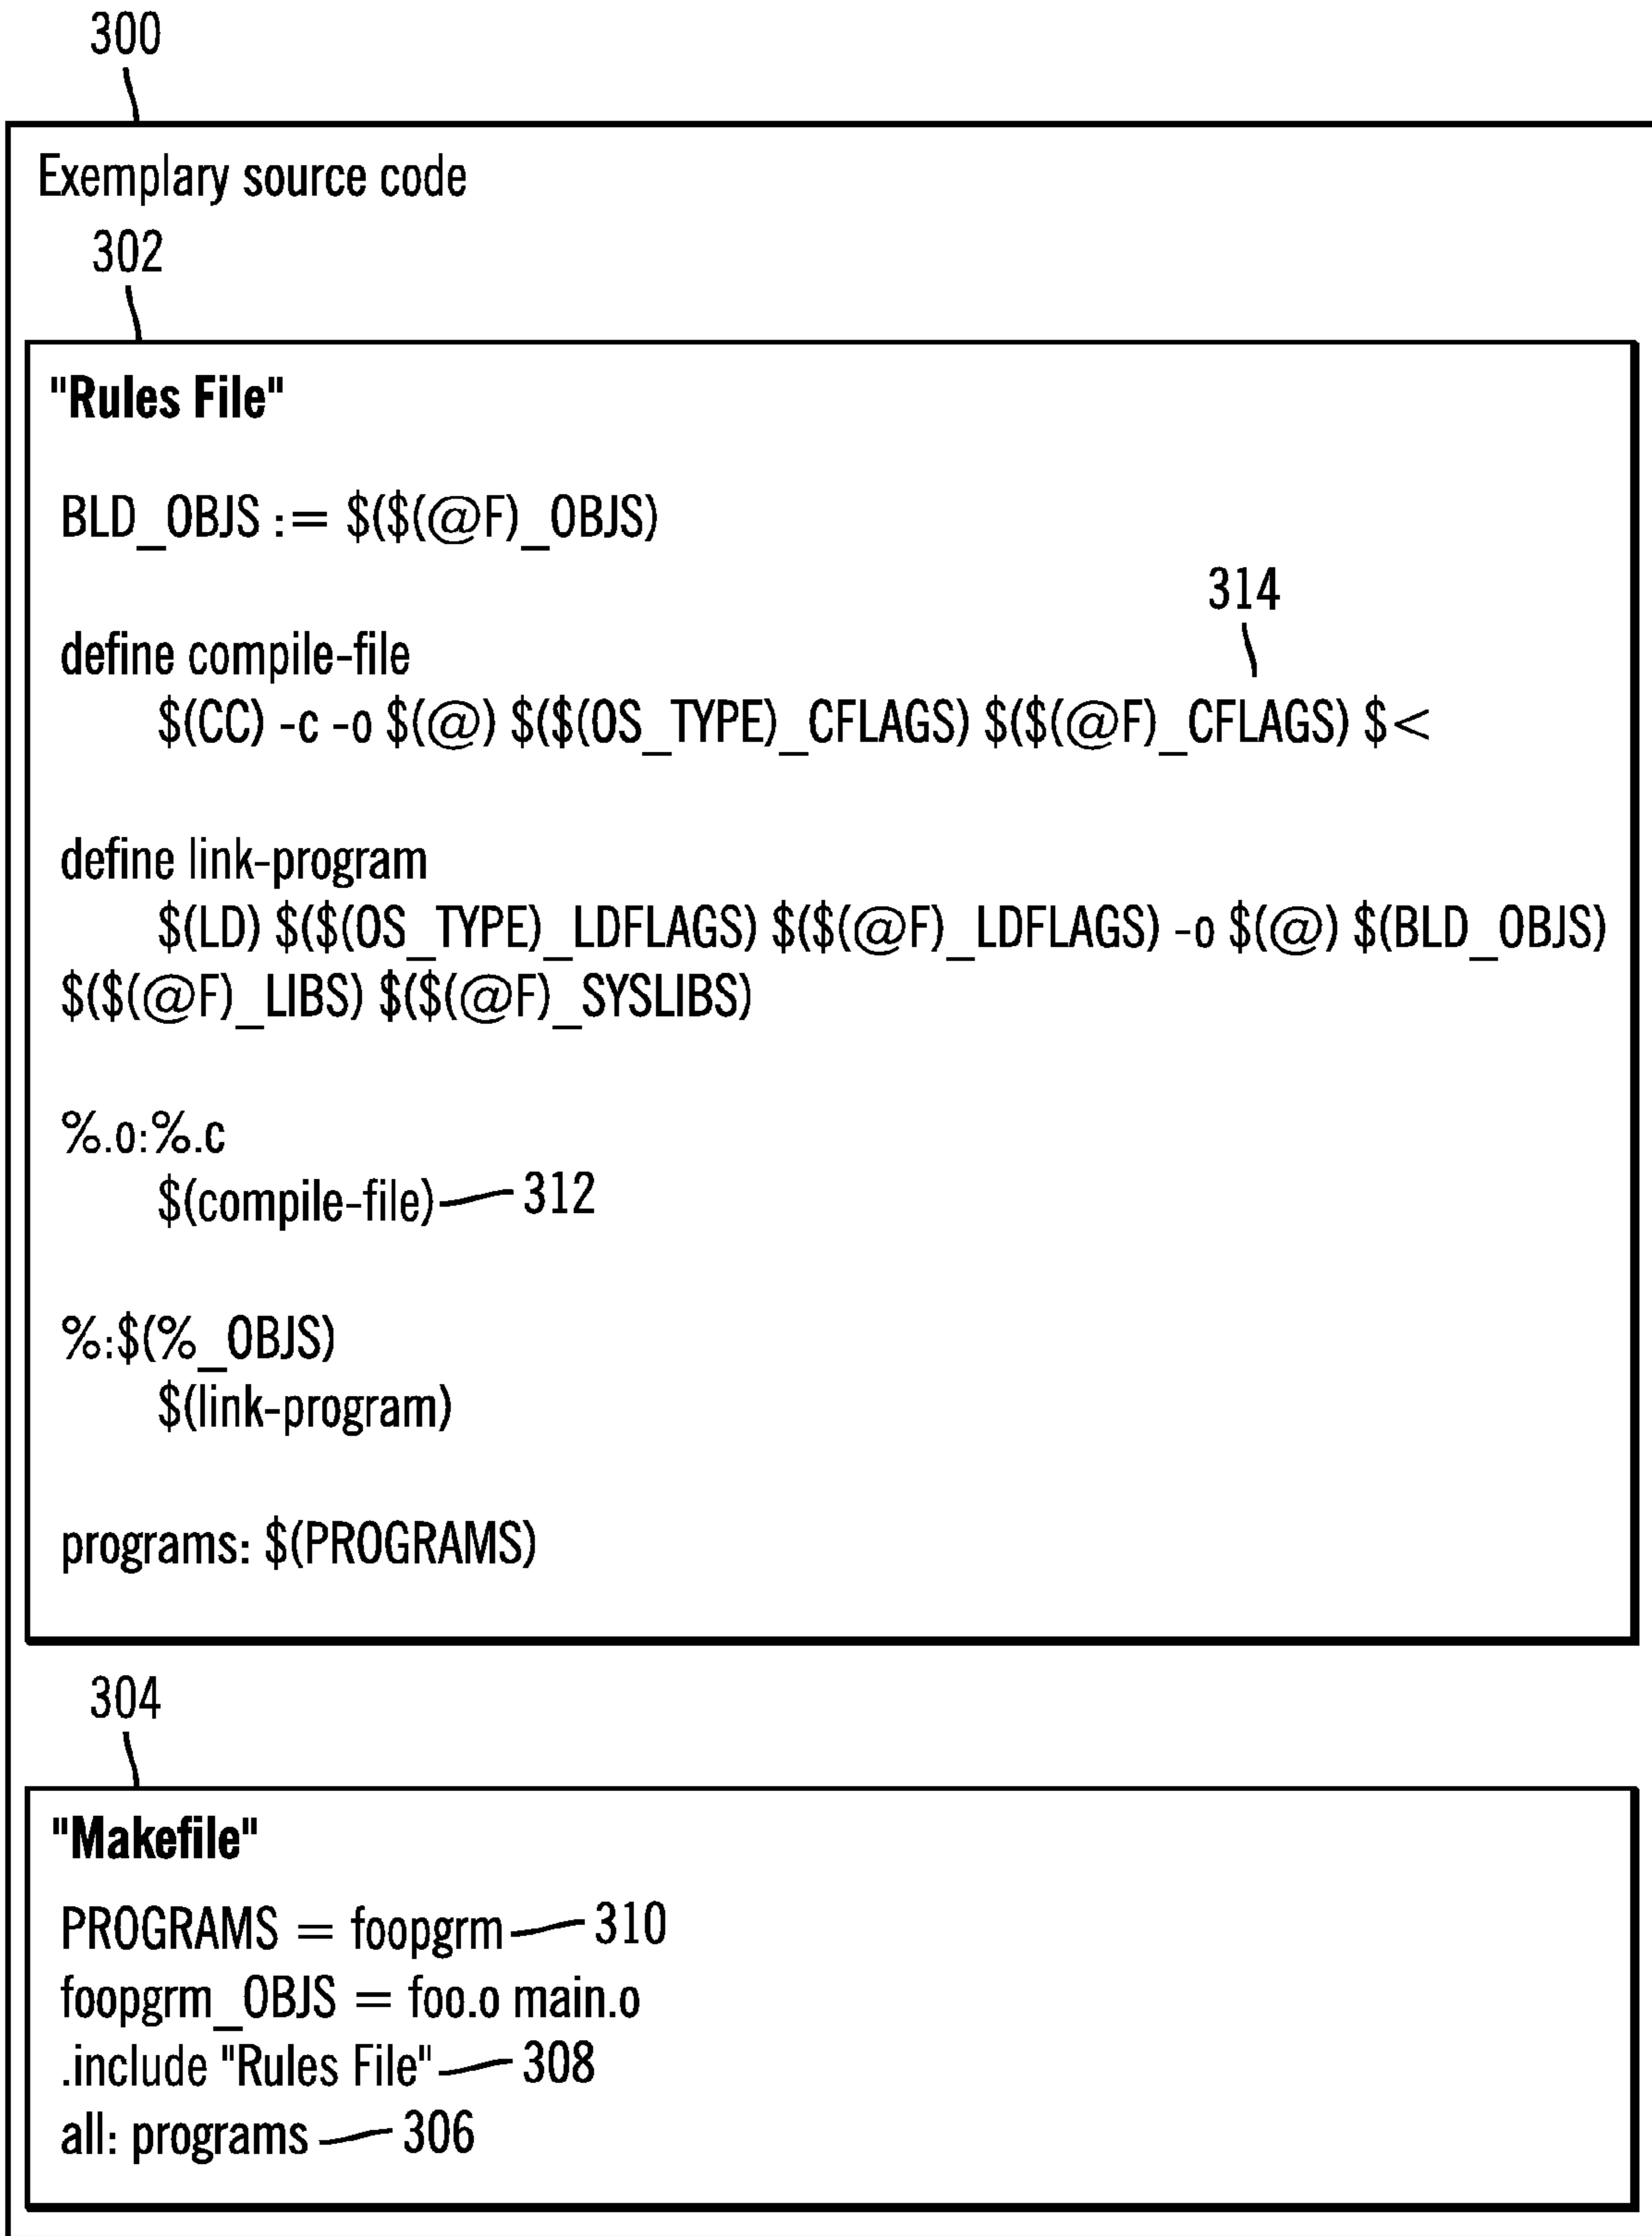 300
Exemplary source code
302
"Rules File"
BLD_OBJS := $($(@F)_OBJS)
314
define compile-file
$(CC) -c -o $(@) $($(OS_TYPE)_CFLAGS) $($(@F)_CFLAGS) $<
define link-program
$(LD) $($(OS_TYPE)_LDFLAGS) $($(@F)_LDFLAGS) -o $(@) $(BLD_OBJS)
$($(@F)_LIBS) $($(@F)_SYSLIBS)
%.o:%.c
$(compile-file) 312
%:$(%_OBJS)
$(link-program)
programs: $(PROGRAMS)
304
"Makefile"
PROGRAMS = foopgrm 310
foopgrm_OBJS = foo.o main.o
.include "Rules File" 308
all: programs 306